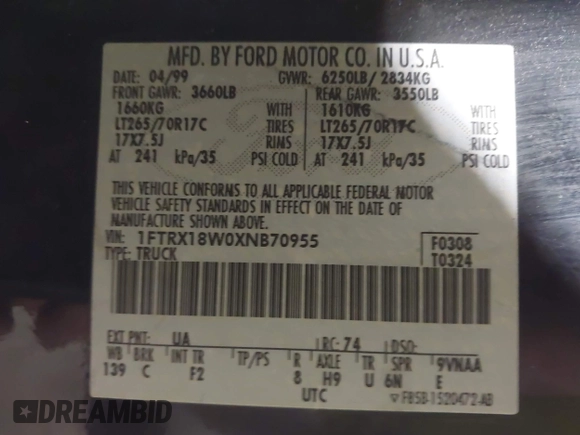 MFD. BY FORD MOTOR CO. IN U.S.A.
DATE: 04/99 GVWR: 6250LB/ 2834KG
FRONT GAWR: 3660LB REAR GAWR: 3550LB
1660KG WITH 1610KG WITH
LT265/70R17C TIRES LT265/70R17C TIRES
17X7.5J RIMS 17X7.5J RIMS
AT 241 kPa/35 PSI COLD AT 241 kPa/35 PSI COLD
THIS VEHICLE CONFORMS TO ALL APPLICABLE FEDERAL MOTOR
VEHICLE SAFETY STANDARDS IN EFFECT ON THE DATE OF
MANUFACTURE SHOWN ABOVE.
VIN: 1FTRX18W0XNB70955 F0308
TYPE: TRUCK T0324
EXT PNT: UA RC: 74 DSO:
WB BRK INT TR TP/PS R AXLE TR SPR 9VNAA
139 C F2 8 H9 U 6N E
UTC F85B-1520472-AB
DREAMBID